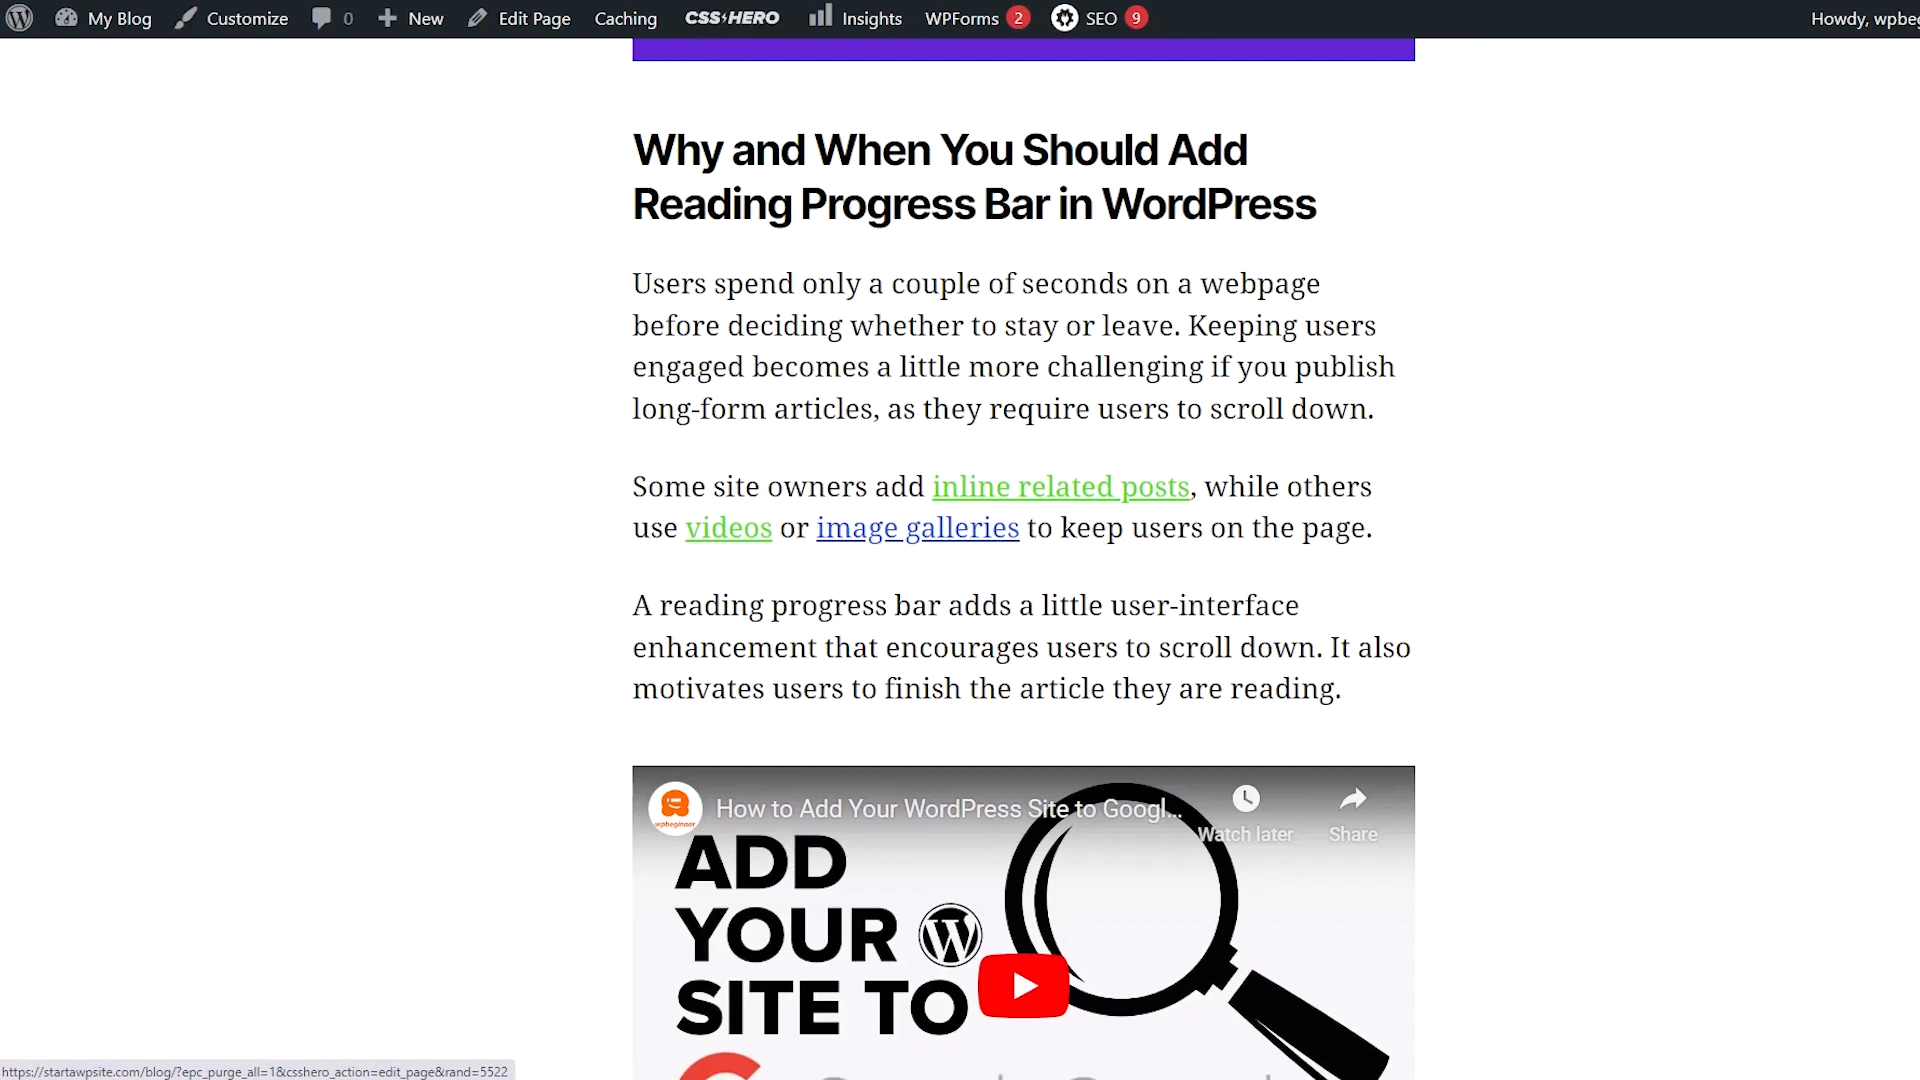 My Blog Customize 0 New Edit Page Caching CSS HERO Insights WPForms 2 SEO 9 Howdy, wpbeg
Why and When You Should Add
Reading Progress Bar in WordPress
Users spend only a couple of seconds on a webpage
before deciding whether to stay or leave. Keeping users
engaged becomes a little more challenging if you publish
long-form articles, as they require users to scroll down.
Some site owners add inline related posts, while others
use videos or image galleries to keep users on the page.
A reading progress bar adds a little user-interface
enhancement that encourages users to scroll down. It also
motivates users to finish the article they are reading.
wpbeginner
How to Add Your WordPress Site to Googl...
Watch later Share
ADD
YOUR
SITE TO
https://startawpsite.com/blog/?epc_purge_all=1&csshero_action=edit_page&rand=5522